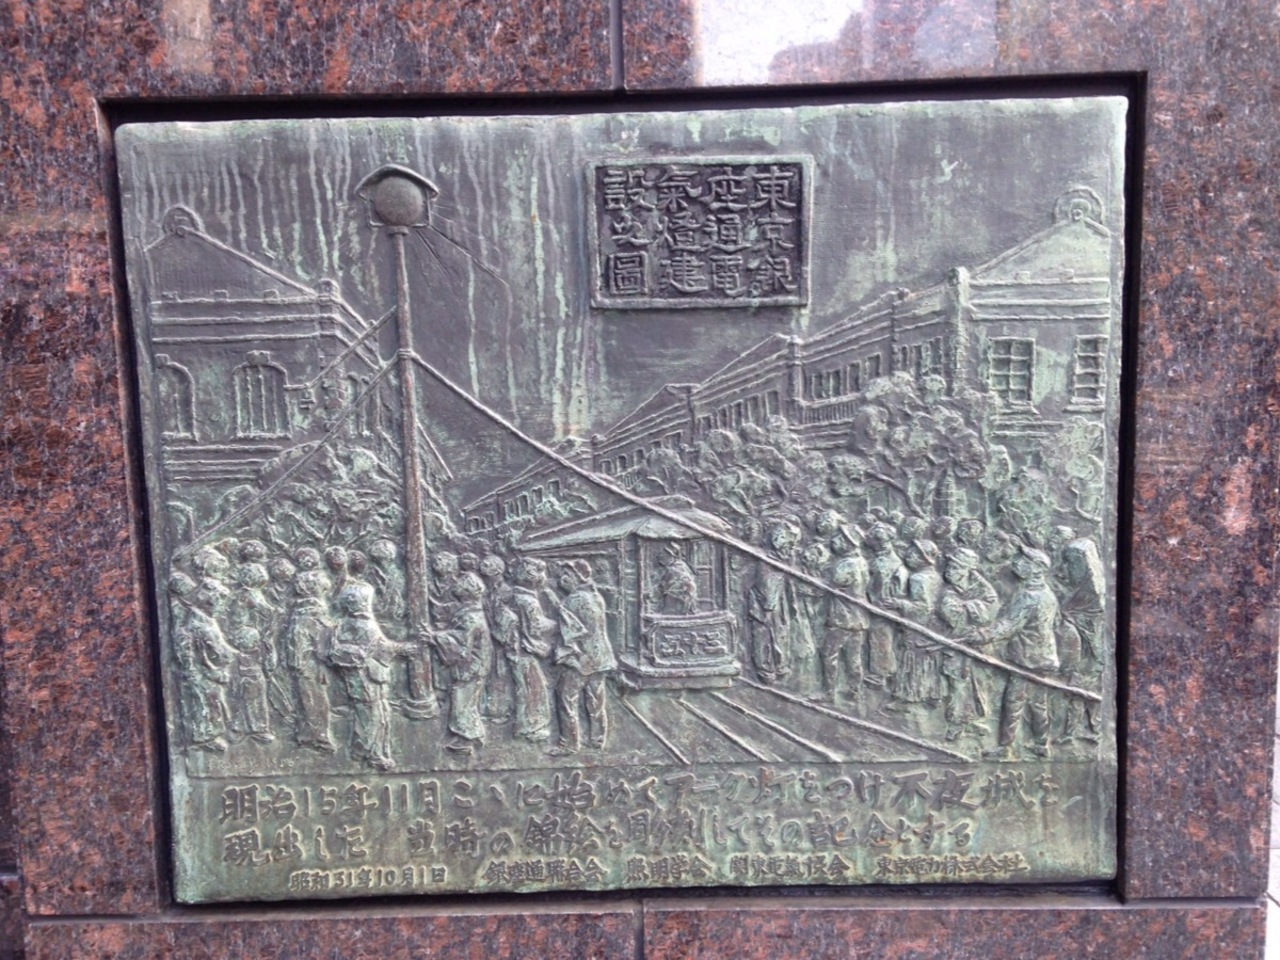 東京銀
座通電
氣燈建
設之圖
明治15年11月こゝに始めてアーク灯をつけ不夜城を
現出した 当時の錦絵を彫刻してその記念とする
昭和31年10月1日 銀座通聯合会 照明学会 関東電氣協会 東京電力株式会社